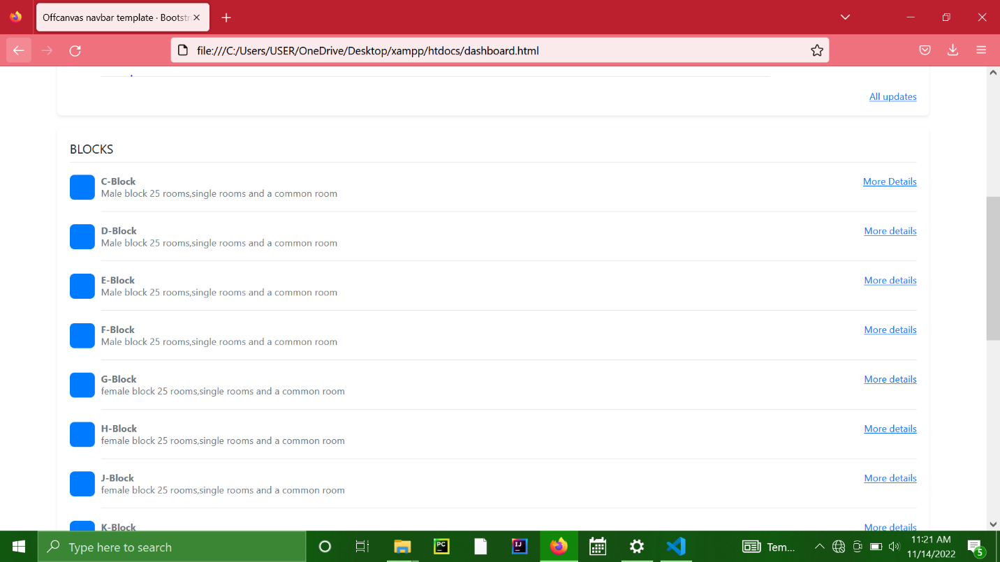 Offcanvas navbar template · Bootstr
file:///C:/Users/USER/OneDrive/Desktop/xampp/htdocs/dashboard.html
All updates
BLOCKS
C-Block More Details
Male block 25 rooms,single rooms and a common room
D-Block More details
Male block 25 rooms,single rooms and a common room
E-Block More details
Male block 25 rooms,single rooms and a common room
F-Block More details
Male block 25 rooms,single rooms and a common room
G-Block More details
female block 25 rooms,single rooms and a common room
H-Block More details
female block 25 rooms,single rooms and a common room
J-Block More details
female block 25 rooms,single rooms and a common room
K-Block More details
Type here to search
PC
IJ
Tem...
11:21 AM
11/14/2022
5